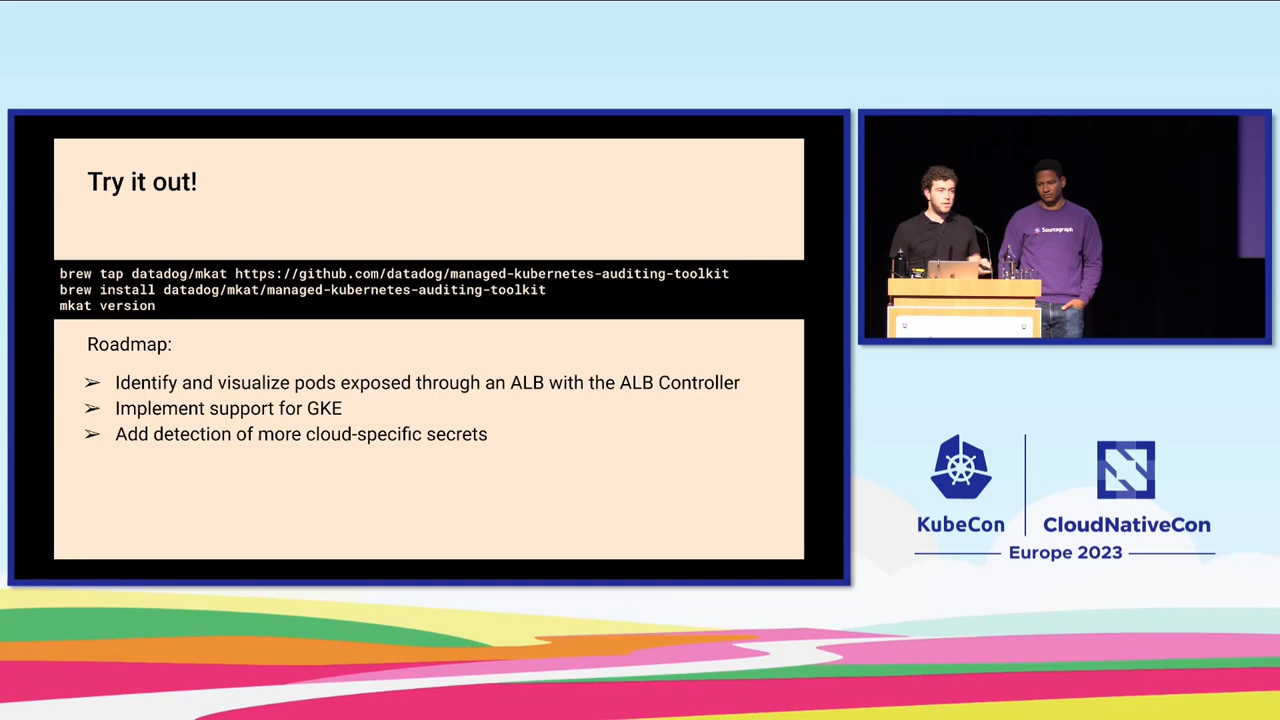 Try it out!
brew tap datadog/mkat https://github.com/datadog/managed-kubernetes-auditing-toolkit
brew install datadog/mkat/managed-kubernetes-auditing-toolkit
mkat version
Roadmap:
➢ Identify and visualize pods exposed through an ALB with the ALB Controller
➢ Implement support for GKE
➢ Add detection of more cloud-specific secrets
Sourcegraph
KubeCon
CloudNativeCon
Europe 2023